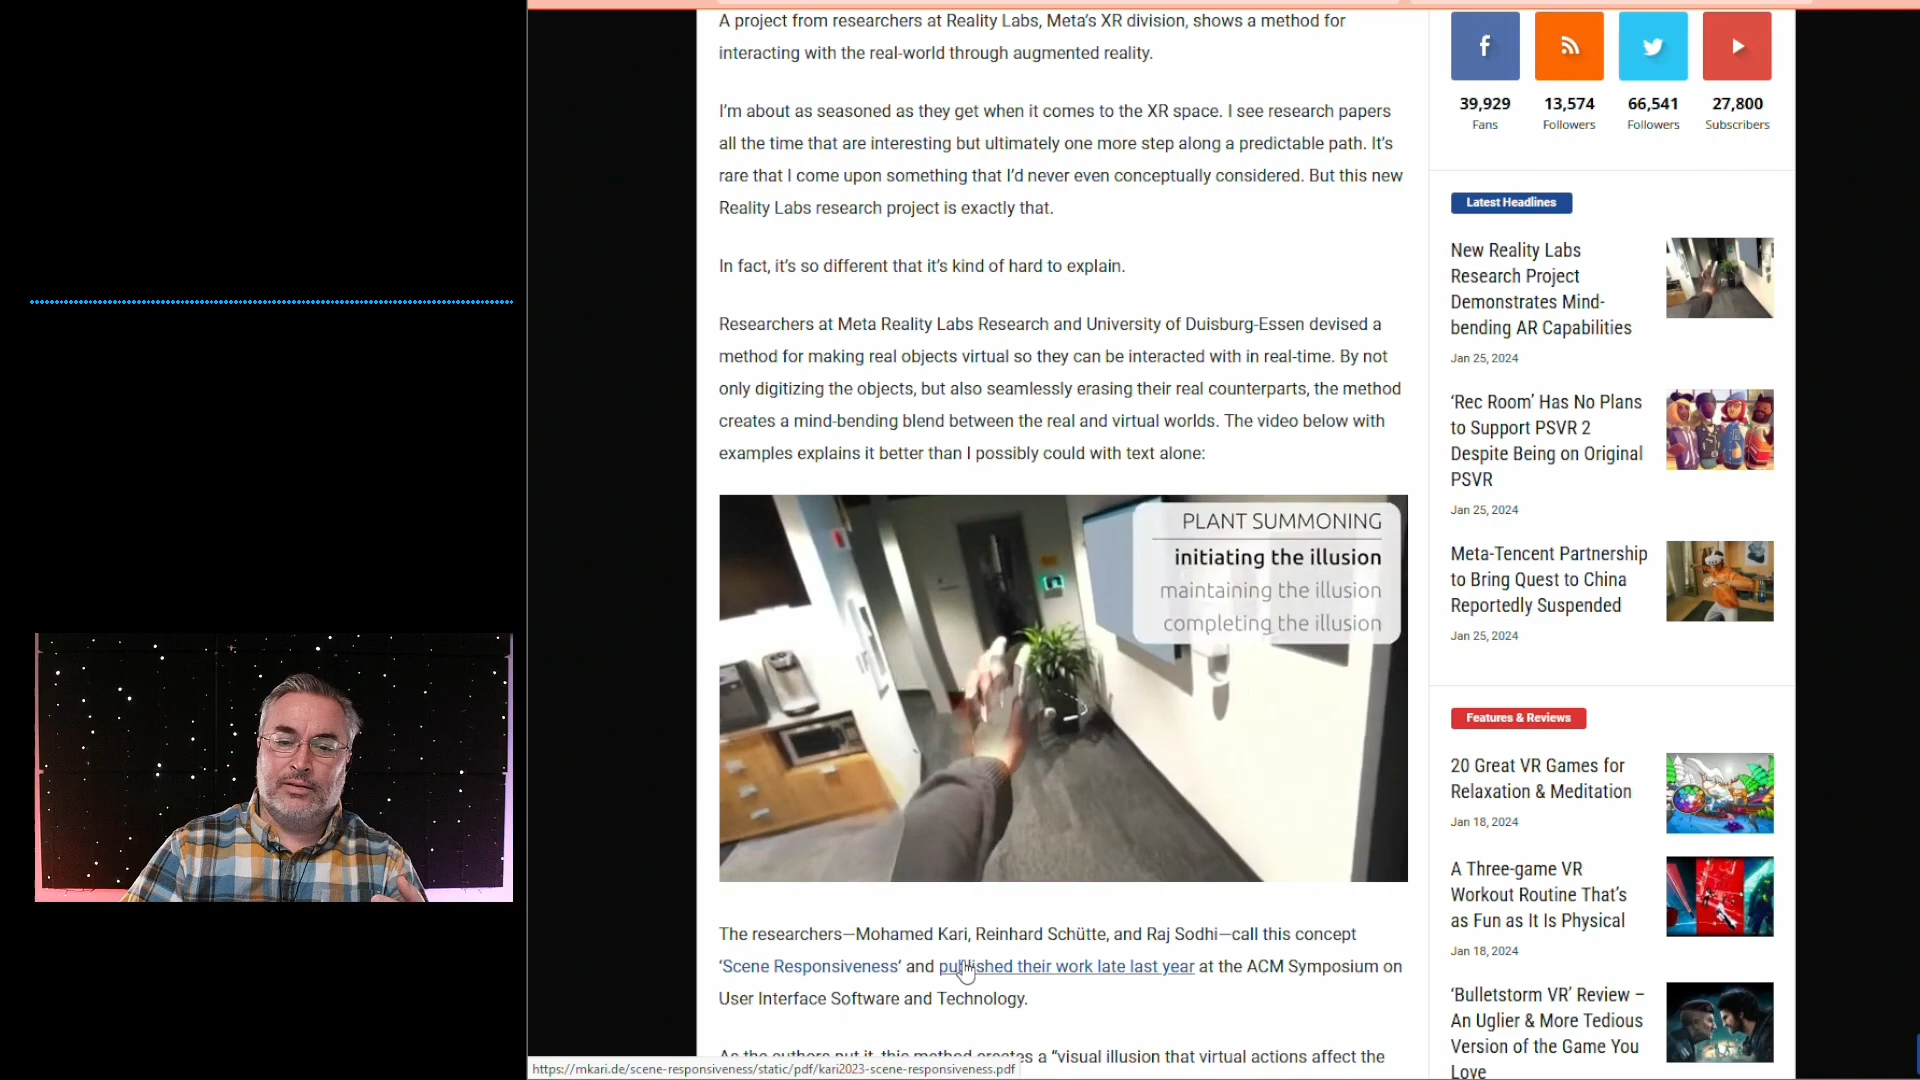 A project from researchers at Reality Labs, Meta's XR division, shows a method for
interacting with the real-world through augmented reality.
I'm about as seasoned as they get when it comes to the XR space. I see research papers
all the time that are interesting but ultimately one more step along a predictable path. It's
rare that I come upon something that I'd never even conceptually considered. But this new
Reality Labs research project is exactly that.
In fact, it's so different that it's kind of hard to explain.
Researchers at Meta Reality Labs Research and University of Duisburg-Essen devised a
method for making real objects virtual so they can be interacted with in real-time. By not
only digitizing the objects, but also seamlessly erasing their real counterparts, the method
creates a mind-bending blend between the real and virtual worlds. The video below with
examples explains it better than I possibly could with text alone:
PLANT SUMMONING
initiating the illusion
maintaining the illusion
completing the illusion
The researchers—Mohamed Kari, Reinhard Schütte, and Raj Sodhi—call this concept
‘Scene Responsiveness’ and published their work late last year at the ACM Symposium on
User Interface Software and Technology.
As the authors put it, this method creates a “visual illusion that virtual actions affect the
https://mkari.de/scene-responsiveness/static/pdf/kari2023-scene-responsiveness.pdf
39,929 13,574 66,541 27,800
Fans Followers Followers Subscribers
Latest Headlines
New Reality Labs
Research Project
Demonstrates Mind-
bending AR Capabilities
Jan 25, 2024
‘Rec Room’ Has No Plans
to Support PSVR 2
Despite Being on Original
PSVR
Jan 25, 2024
Meta-Tencent Partnership
to Bring Quest to China
Reportedly Suspended
Jan 25, 2024
Features & Reviews
20 Great VR Games for
Relaxation & Meditation
Jan 18, 2024
A Three-game VR
Workout Routine That’s
as Fun as It Is Physical
Jan 18, 2024
‘Bulletstorm VR’ Review –
An Uglier & More Tedious
Version of the Game You
Love